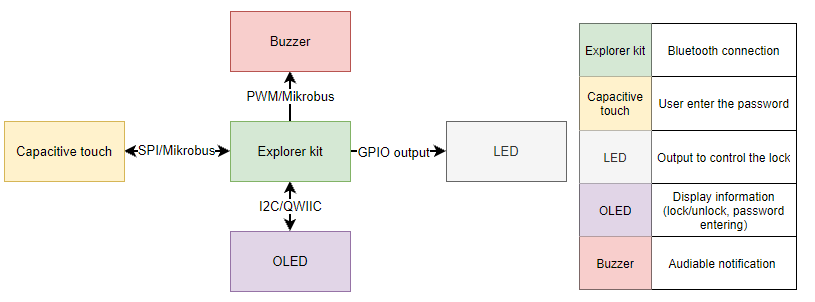 Buzzer
PWM/Mikrobus
Capacitive touch
SPI/Mikrobus
Explorer kit
GPIO output
LED
I2C/QWIIC
OLED
Explorer kit
Bluetooth connection
Capacitive
touch
User enter the password
LED
Output to control the lock
OLED
Display information
(lock/unlock, password
entering)
Buzzer
Audiable notification